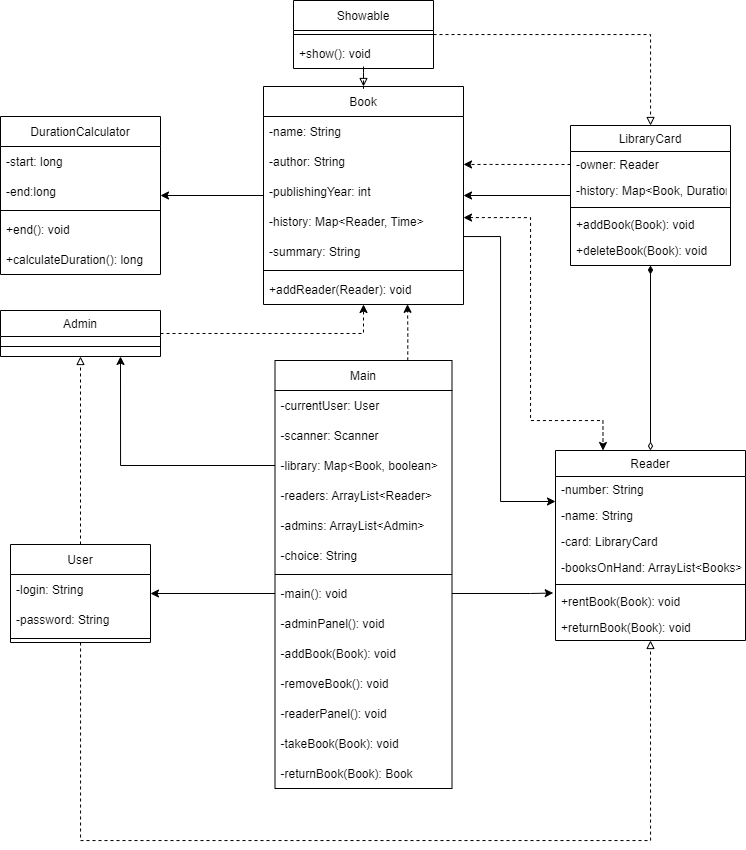 Showable
+show(): void
Book
-name: String
-author: String
-publishingYear: int
-history: Map<Reader, Time>
-summary: String
+addReader(Reader): void
DurationCalculator
-start: long
-end:long
+end(): void
+calculateDuration(): long
LibraryCard
-owner: Reader
-history: Map<Book, Duration
+addBook(Book): void
+deleteBook(Book): void
Admin
Main
-currentUser: User
-scanner: Scanner
-library: Map<Book, boolean>
-readers: ArrayList<Reader>
-admins: ArrayList<Admin>
-choice: String
-main(): void
-adminPanel(): void
-addBook(Book): void
-removeBook(): void
-readerPanel(): void
-takeBook(Book): void
-returnBook(Book): Book
Reader
-number: String
-name: String
-card: LibraryCard
-booksOnHand: ArrayList<Books>
+rentBook(Book): void
+returnBook(Book): void
User
-login: String
-password: String